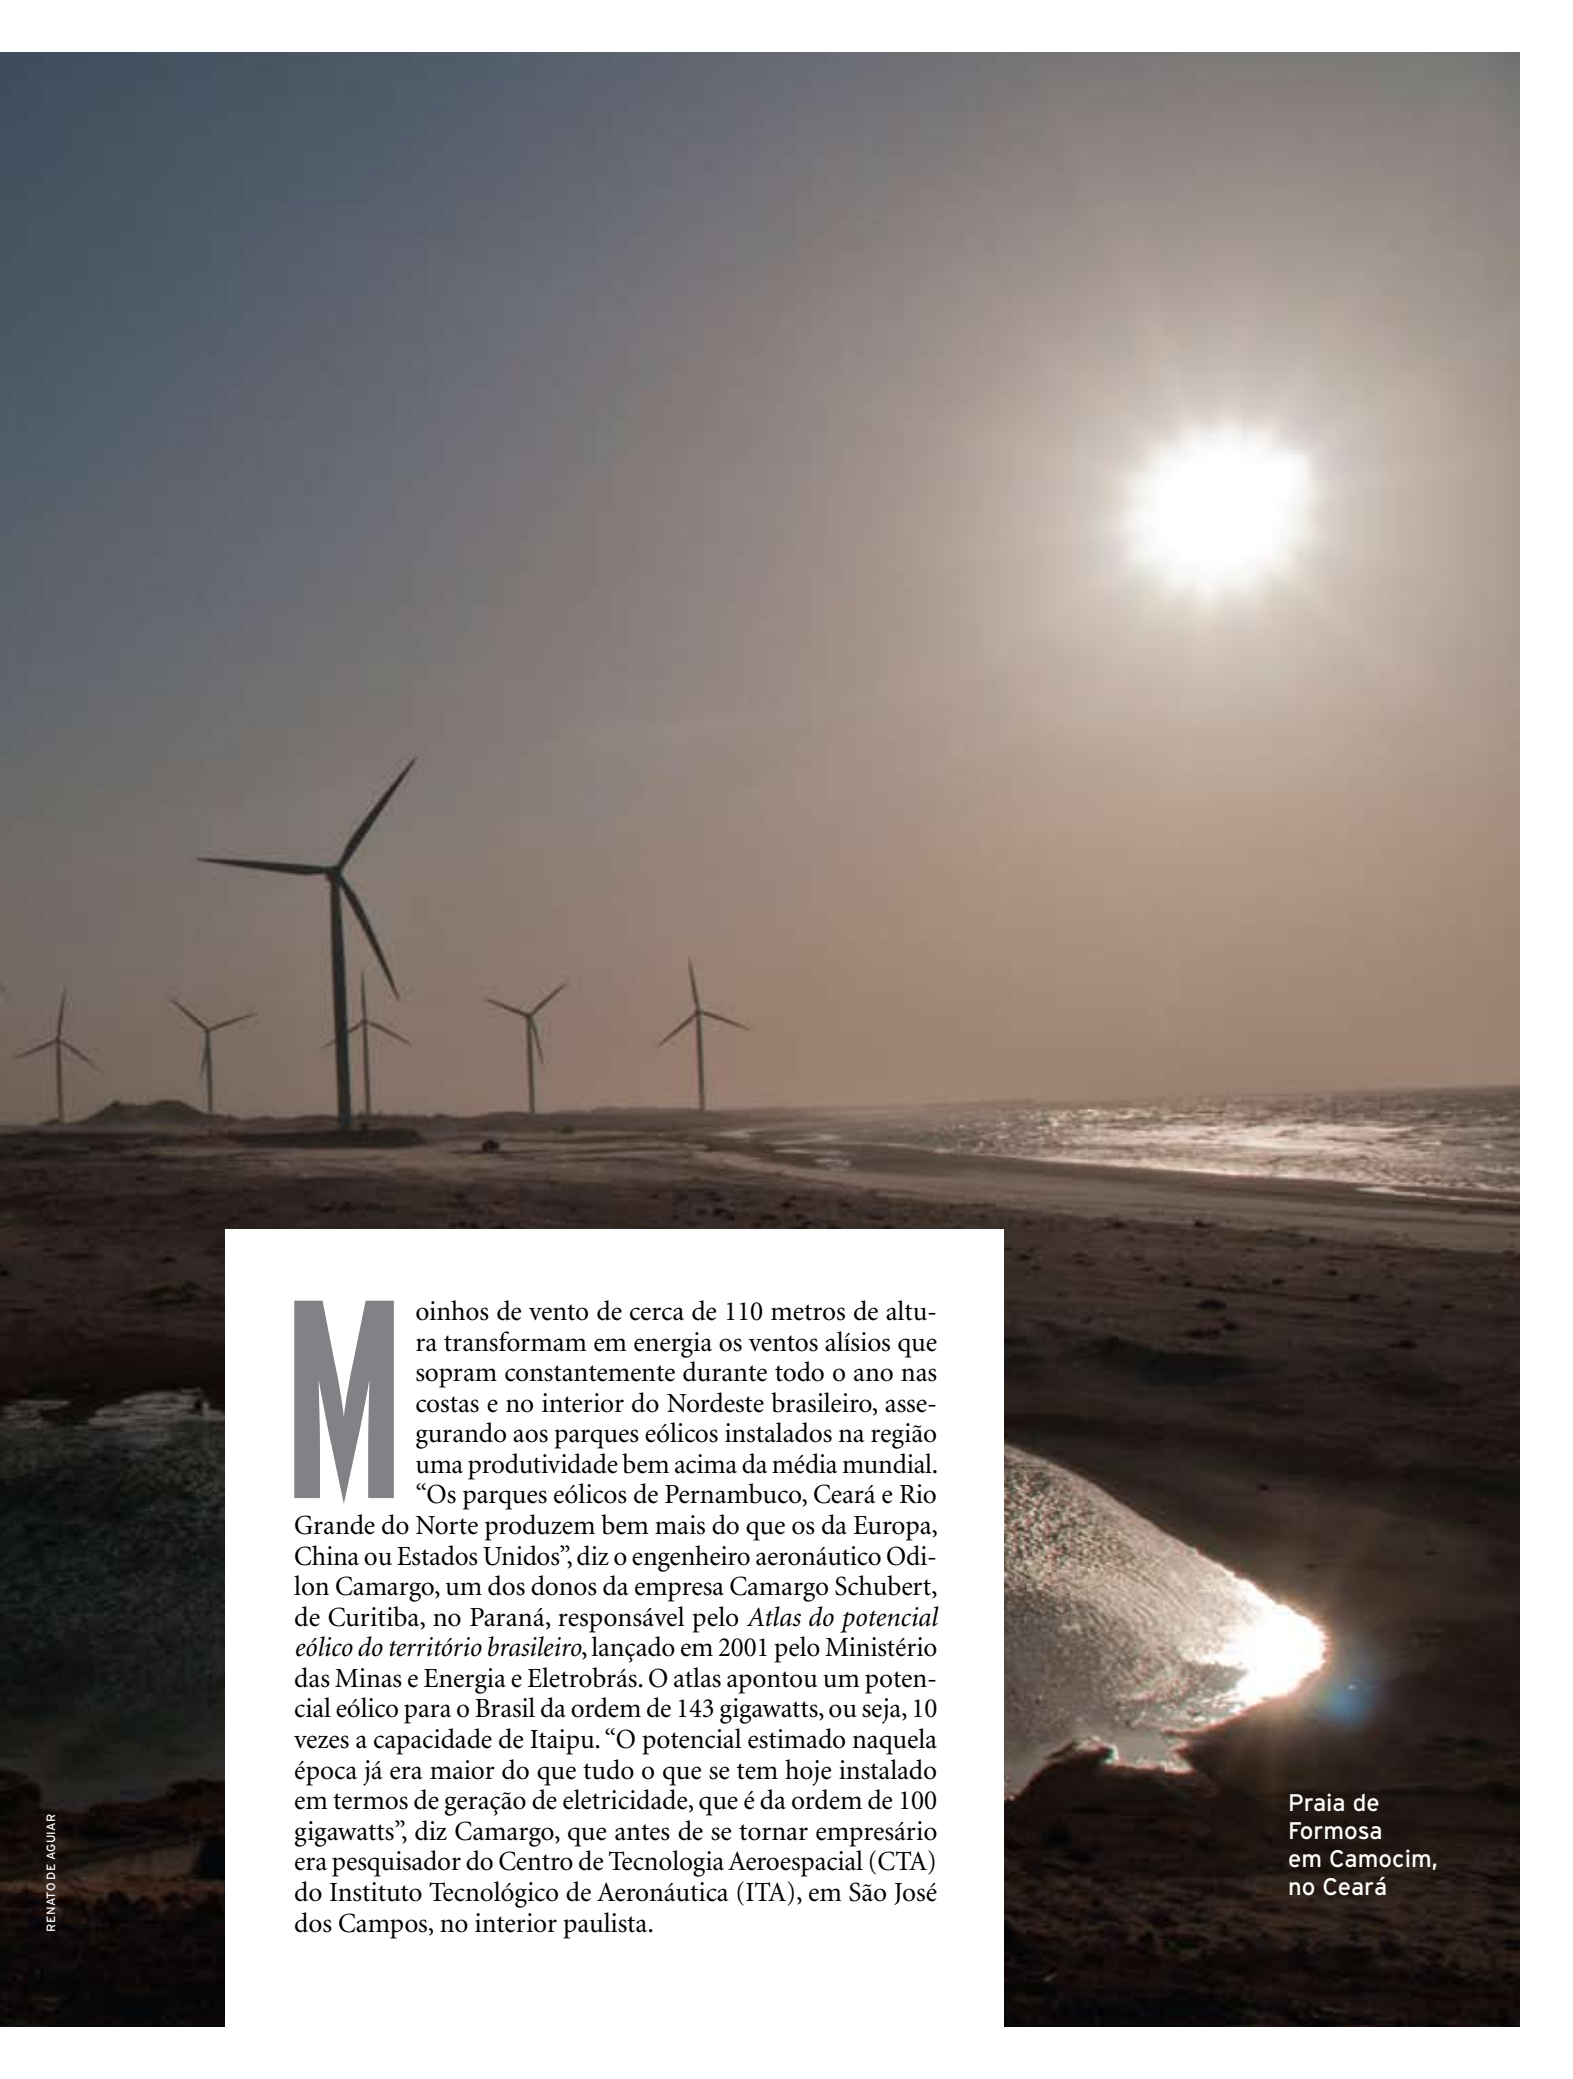 Moinhos de vento de cerca de 110 metros de altu-
ra transformam em energia os ventos alísios que
sopram constantemente durante todo o ano nas
costas e no interior do Nordeste brasileiro, asse-
gurando aos parques eólicos instalados na região
uma produtividade bem acima da média mundial.
“Os parques eólicos de Pernambuco, Ceará e Rio
Grande do Norte produzem bem mais do que os da Europa,
China ou Estados Unidos”, diz o engenheiro aeronáutico Odi-
lon Camargo, um dos donos da empresa Camargo Schubert,
de Curitiba, no Paraná, responsável pelo Atlas do potencial
eólico do território brasileiro, lançado em 2001 pelo Ministério
das Minas e Energia e Eletrobrás. O atlas apontou um poten-
cial eólico para o Brasil da ordem de 143 gigawatts, ou seja, 10
vezes a capacidade de Itaipu. “O potencial estimado naquela
época já era maior do que tudo o que se tem hoje instalado
em termos de geração de eletricidade, que é da ordem de 100
gigawatts”, diz Camargo, que antes de se tornar empresário
era pesquisador do Centro de Tecnologia Aeroespacial (CTA)
do Instituto Tecnológico de Aeronáutica (ITA), em São José
dos Campos, no interior paulista.
Praia de
Formosa
em Camocim,
no Ceará
RENATO DE AGUIAR